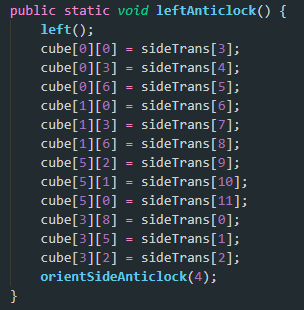 public static void leftAnticlock() {
left();
cube[0][0] = sideTrans[3];
cube[0][3] = sideTrans[4];
cube[0][6] = sideTrans[5];
cube[1][0] = sideTrans[6];
cube[1][3] = sideTrans[7];
cube[1][6] = sideTrans[8];
cube[5][2] = sideTrans[9];
cube[5][1] = sideTrans[10];
cube[5][0] = sideTrans[11];
cube[3][8] = sideTrans[0];
cube[3][5] = sideTrans[1];
cube[3][2] = sideTrans[2];
orientSideAnticlock(4);
}